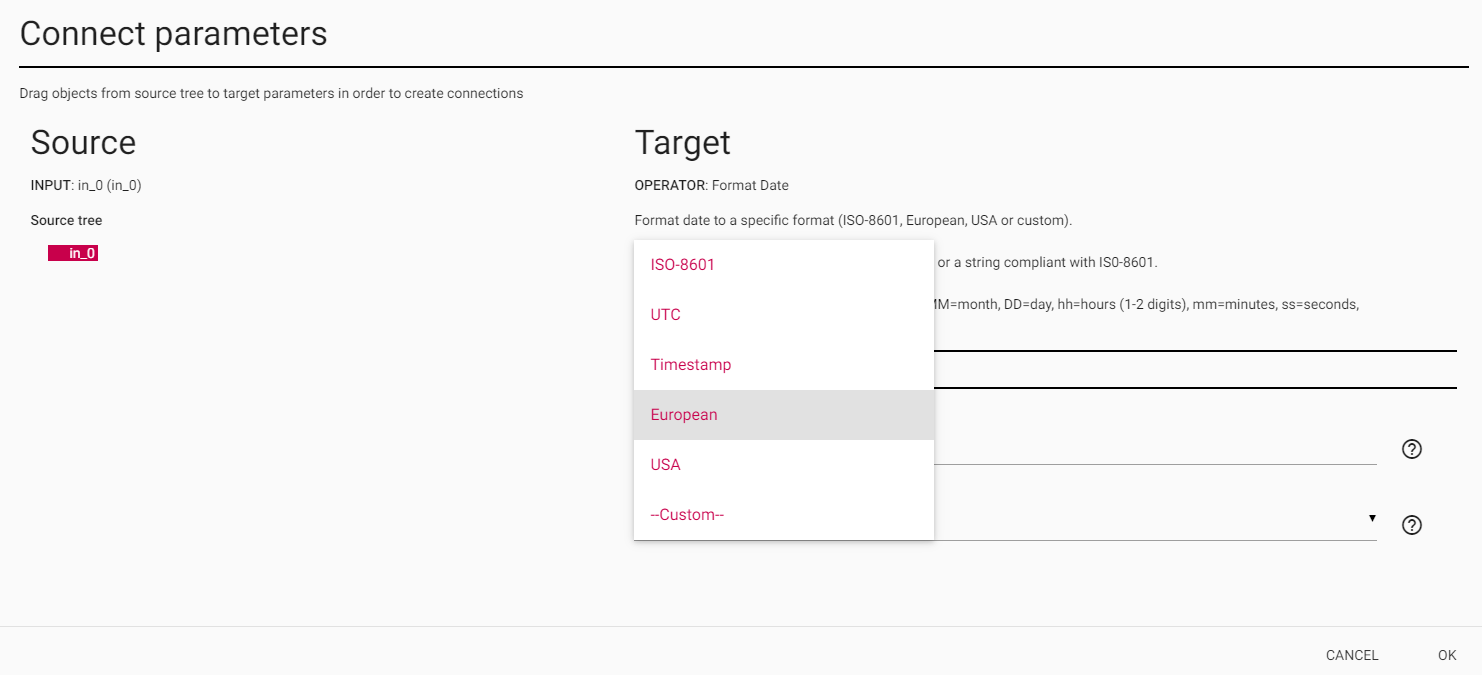 Connect parameters
Drag objects from source tree to target parameters in order to create connections
Source
INPUT: in_0 (in_0)
Source tree
in_0
Target
OPERATOR: Format Date
Format date to a specific format (ISO-8601, European, USA or custom).
or a string compliant with IS0-8601.
MM=month, DD=day, hh=hours (1-2 digits), mm=minutes, ss=seconds,
ISO-8601
UTC
Timestamp
European
USA
--Custom--
CANCEL
OK